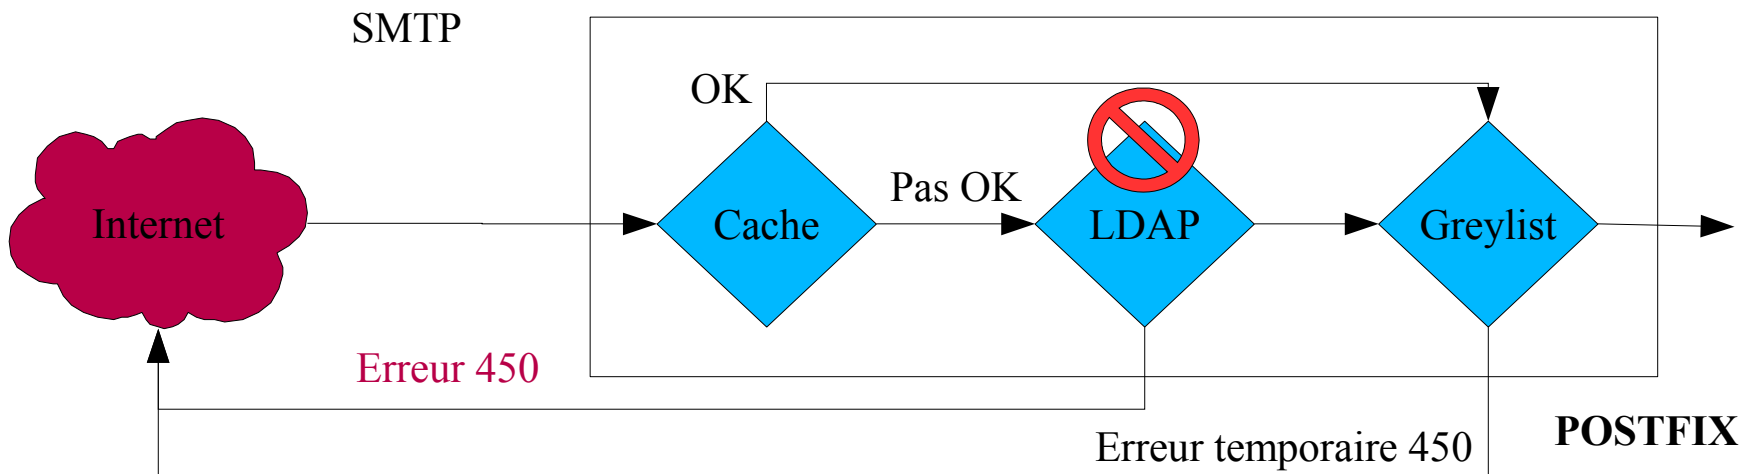 SMTP
OK
Pas OK
Internet
Cache
LDAP
Greylist
Erreur 450
POSTFIX
Erreur temporaire 450